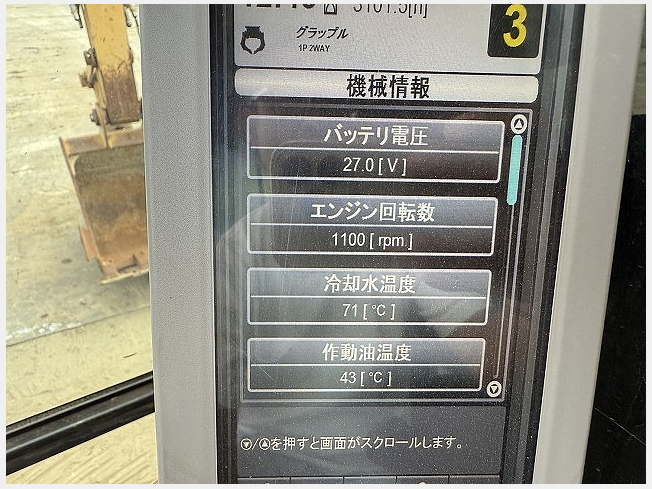 3101.5[h]
3
グラップル
1P 2WAY
機械情報
バッテリ電圧
27.0 [ V ]
エンジン回転数
1100 [ rpm ]
冷却水温度
71 [ ℃ ]
作動油温度
43 [ ℃ ]
▽/△を押すと画面がスクロールします。